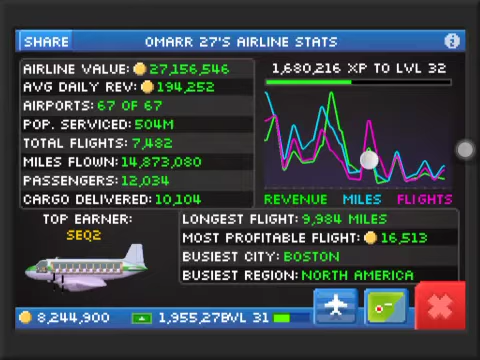 SHARE
OMARR 27'S AIRLINE STATS
i
AIRLINE VALUE: 27,156,546
AVG DAILY REV: 194,252
AIRPORTS: 67 OF 67
POP. SERVICED: 504M
TOTAL FLIGHTS: 7,482
MILES FLOWN: 14,873,080
PASSENGERS: 12,034
CARGO DELIVERED: 10,104
1,680,216 XP TO LVL 32
REVENUE MILES FLIGHTS
TOP EARNER:
SEQ2
LONGEST FLIGHT: 9,984 MILES
MOST PROFITABLE FLIGHT: 16,513
BUSIEST CITY: BOSTON
BUSIEST REGION: NORTH AMERICA
8,244,900 1,955,27BVL 31